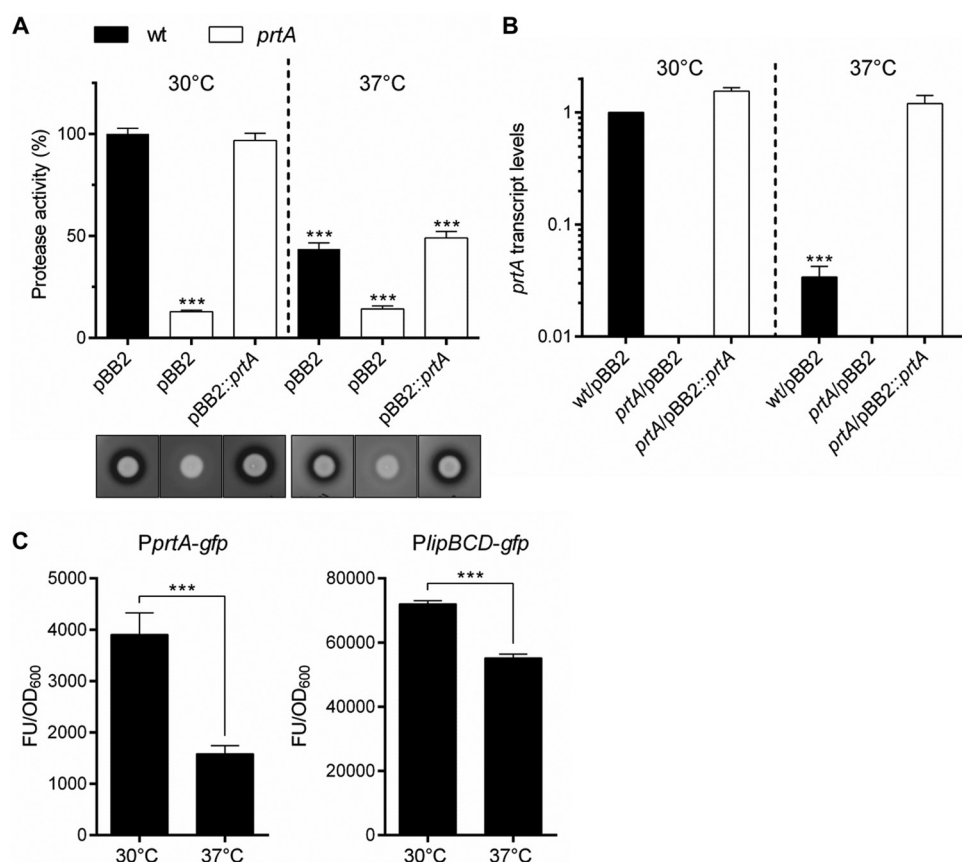 A
wt
prtA
30°C
37°C
Protease activity (%)
100
50
0
***
***
***
***
pBB2
pBB2
pBB2::prtA
pBB2
pBB2
pBB2::prtA
B
30°C
37°C
prtA transcript levels
1
0.1
0.01
***
wt/pBB2
prtA/pBB2
prtA/pBB2::prtA
wt/pBB2
prtA/pBB2
prtA/pBB2::prtA
C
PprtA-gfp
FU/OD600
5000
4000
3000
2000
1000
0
***
30°C
37°C
PlipBCD-gfp
FU/OD600
80000
60000
40000
20000
0
***
30°C
37°C